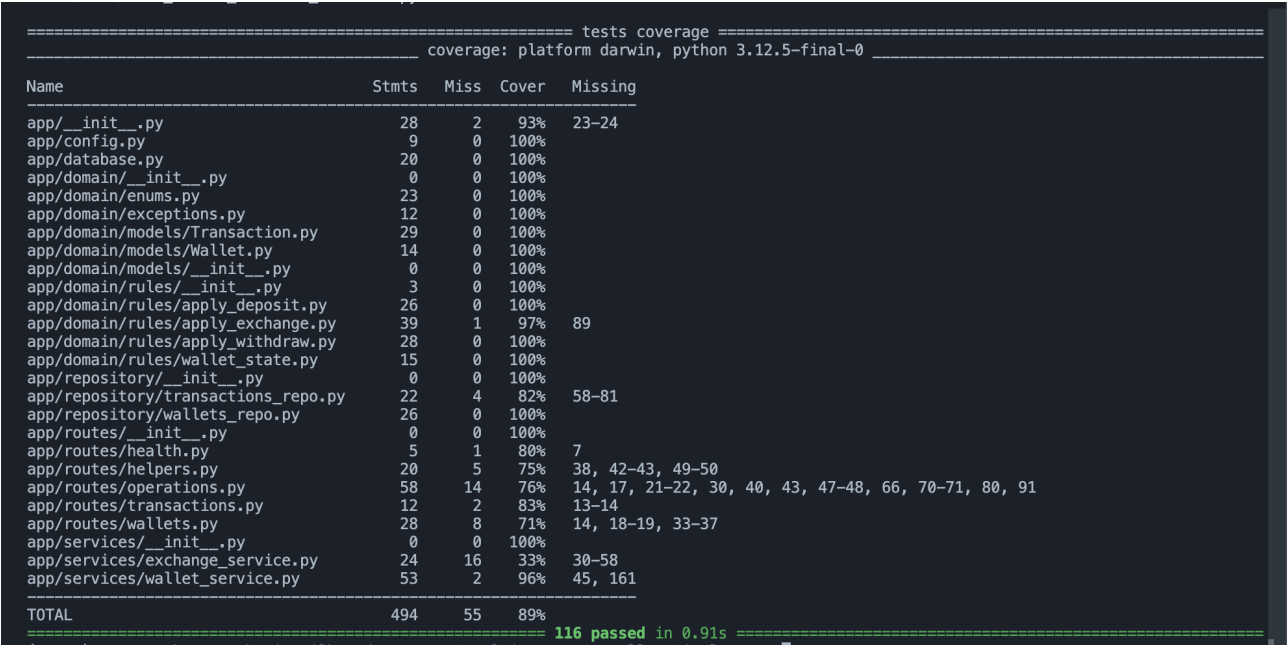 ============================================================ tests coverage ============================================================
___________________________________________ coverage: platform darwin, python 3.12.5-final-0 ___________________________________________
Name Stmts Miss Cover Missing
--------------------------------------------------------------------
app/__init__.py 28 2 93% 23-24
app/config.py 9 0 100%
app/database.py 20 0 100%
app/domain/__init__.py 0 0 100%
app/domain/enums.py 23 0 100%
app/domain/exceptions.py 12 0 100%
app/domain/models/Transaction.py 29 0 100%
app/domain/models/Wallet.py 14 0 100%
app/domain/models/__init__.py 0 0 100%
app/domain/rules/__init__.py 3 0 100%
app/domain/rules/apply_deposit.py 26 0 100%
app/domain/rules/apply_exchange.py 39 1 97% 89
app/domain/rules/apply_withdraw.py 28 0 100%
app/domain/rules/wallet_state.py 15 0 100%
app/repository/__init__.py 0 0 100%
app/repository/transactions_repo.py 22 4 82% 58-81
app/repository/wallets_repo.py 26 0 100%
app/routes/__init__.py 0 0 100%
app/routes/health.py 5 1 80% 7
app/routes/helpers.py 20 5 75% 38, 42-43, 49-50
app/routes/operations.py 58 14 76% 14, 17, 21-22, 30, 40, 43, 47-48, 66, 70-71, 80, 91
app/routes/transactions.py 12 2 83% 13-14
app/routes/wallets.py 28 8 71% 14, 18-19, 33-37
app/services/__init__.py 0 0 100%
app/services/exchange_service.py 24 16 33% 30-58
app/services/wallet_service.py 53 2 96% 45, 161
--------------------------------------------------------------------
TOTAL 494 55 89%
========================================================= 116 passed in 0.91s ==========================================================